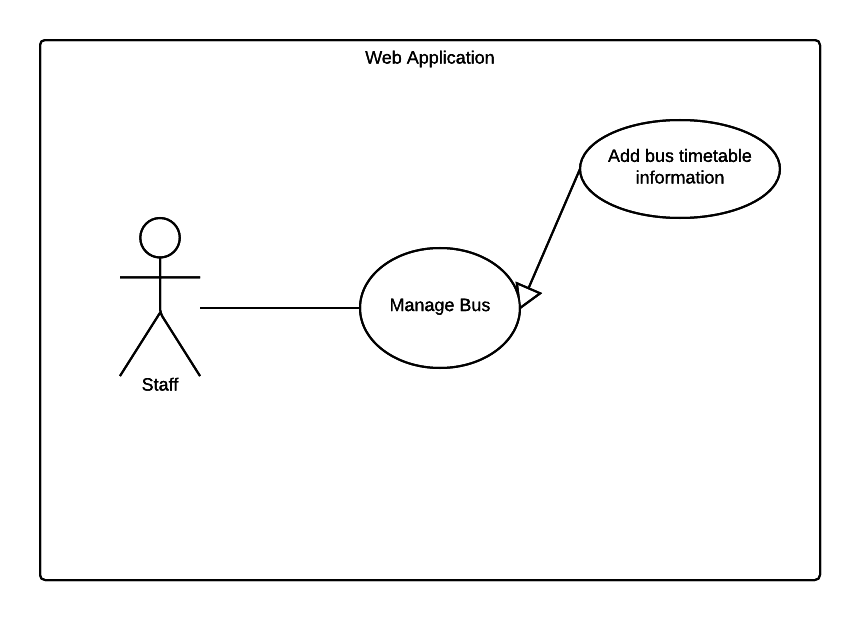 Web Application
Add bus timetable
information
Manage Bus
Staff